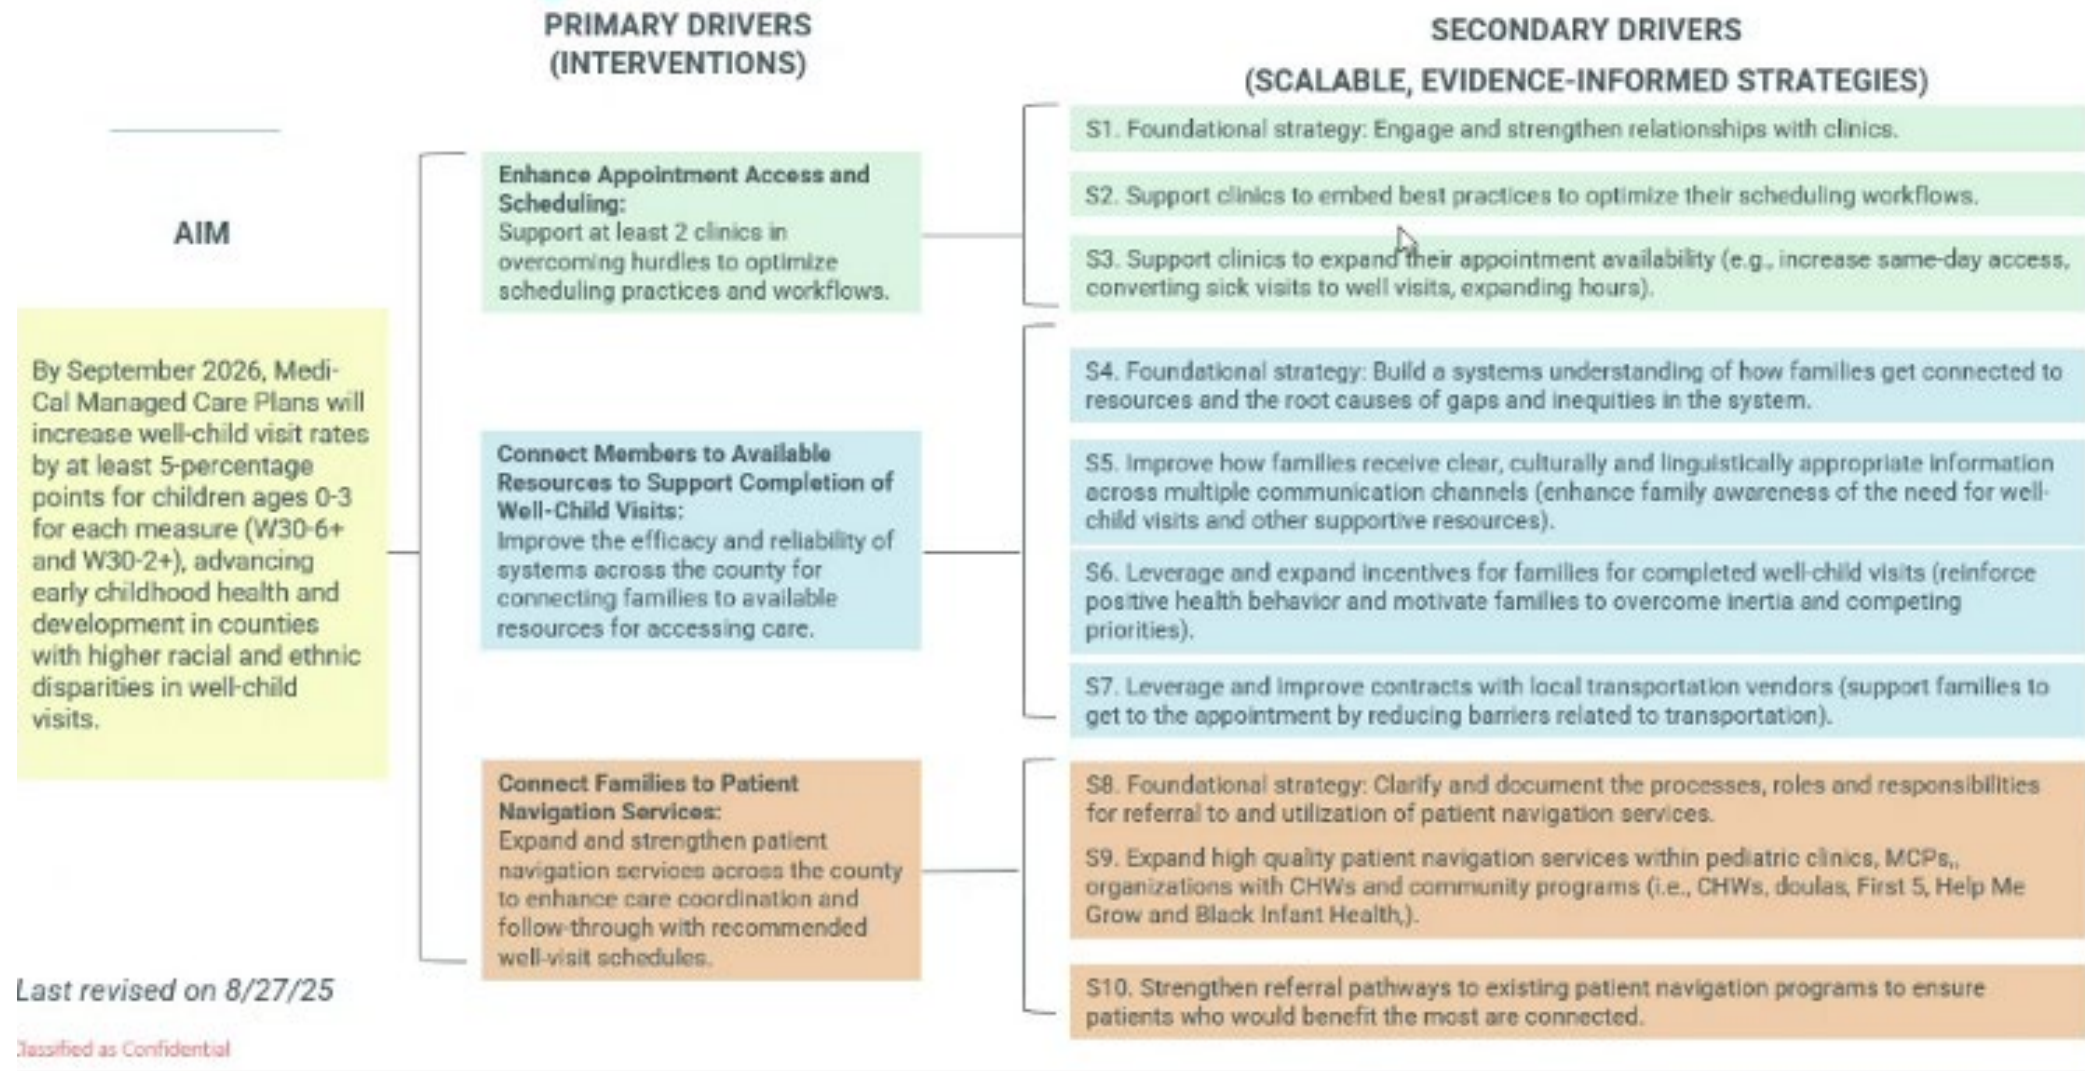 PRIMARY DRIVERS
(INTERVENTIONS)
SECONDARY DRIVERS
(SCALABLE, EVIDENCE-INFORMED STRATEGIES)
AIM
By September 2026, Medi-
Cal Managed Care Plans will
increase well-child visit rates
by at least 5-percentage
points for children ages 0-3
for each measure (W30-6+
and W30-2+), advancing
early childhood health and
development in counties
with higher racial and ethnic
disparities in well-child
visits.
Enhance Appointment Access and
Scheduling:
Support at least 2 clinics in
overcoming hurdles to optimize
scheduling practices and workflows.
S1. Foundational strategy: Engage and strengthen relationships with clinics.
S2. Support clinics to embed best practices to optimize their scheduling workflows.
S3. Support clinics to expand their appointment availability (e.g., increase same-day access,
converting sick visits to well visits, expanding hours).
Connect Members to Available
Resources to Support Completion of
Well-Child Visits:
Improve the efficacy and reliability of
systems across the county for
connecting families to available
resources for accessing care.
S4. Foundational strategy: Build a systems understanding of how families get connected to
resources and the root causes of gaps and inequities in the system.
S5. Improve how families receive clear, culturally and linguistically appropriate information
across multiple communication channels (enhance family awareness of the need for well-
child visits and other supportive resources).
S6. Leverage and expand incentives for families for completed well-child visits (reinforce
positive health behavior and motivate families to overcome inertia and competing
priorities).
S7. Leverage and improve contracts with local transportation vendors (support families to
get to the appointment by reducing barriers related to transportation).
Connect Families to Patient
Navigation Services:
Expand and strengthen patient
navigation services across the county
to enhance care coordination and
follow-through with recommended
well-visit schedules.
S8. Foundational strategy: Clarify and document the processes, roles and responsibilities
for referral to and utilization of patient navigation services.
S9. Expand high quality patient navigation services within pediatric clinics, MCPs,,
organizations with CHWs and community programs (i.e., CHWs, doulas, First 5, Help Me
Grow and Black Infant Health,).
S10. Strengthen referral pathways to existing patient navigation programs to ensure
patients who would benefit the most are connected.
Last revised on 8/27/25
Classified as Confidential